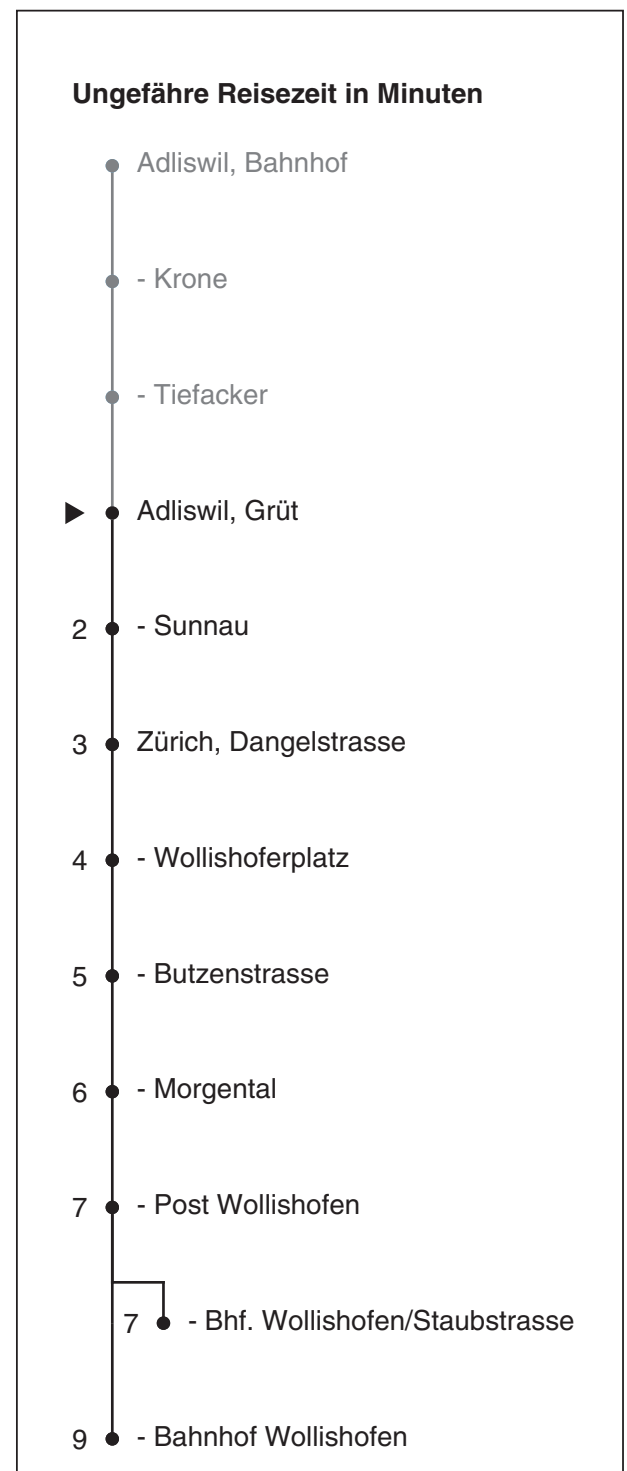 Ungefähre Reisezeit in Minuten
Adliswil, Bahnhof
- Krone
- Tiefacker
Adliswil, Grüt
2 - Sunnau
3 Zürich, Dangelstrasse
4 - Wollishoferplatz
5 - Butzenstrasse
6 - Morgental
7 - Post Wollishofen
7 - Bhf. Wollishofen/Staubstrasse
9 - Bahnhof Wollishofen